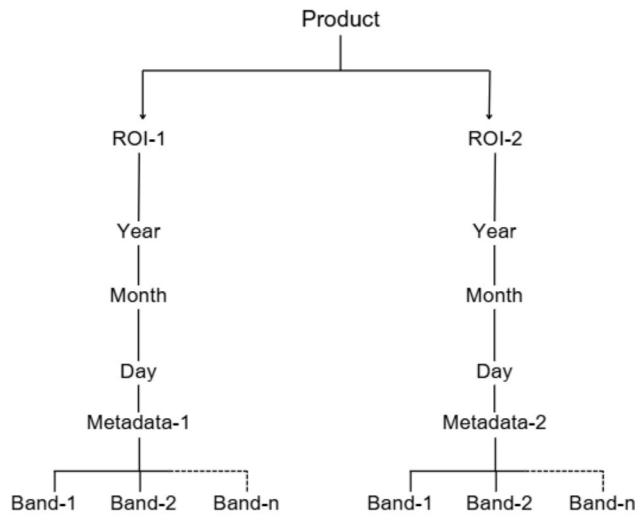 Product
ROI-1 ROI-2
Year Year
Month Month
Day Day
Metadata-1 Metadata-2
Band-1 Band-2 Band-n Band-1 Band-2 Band-n